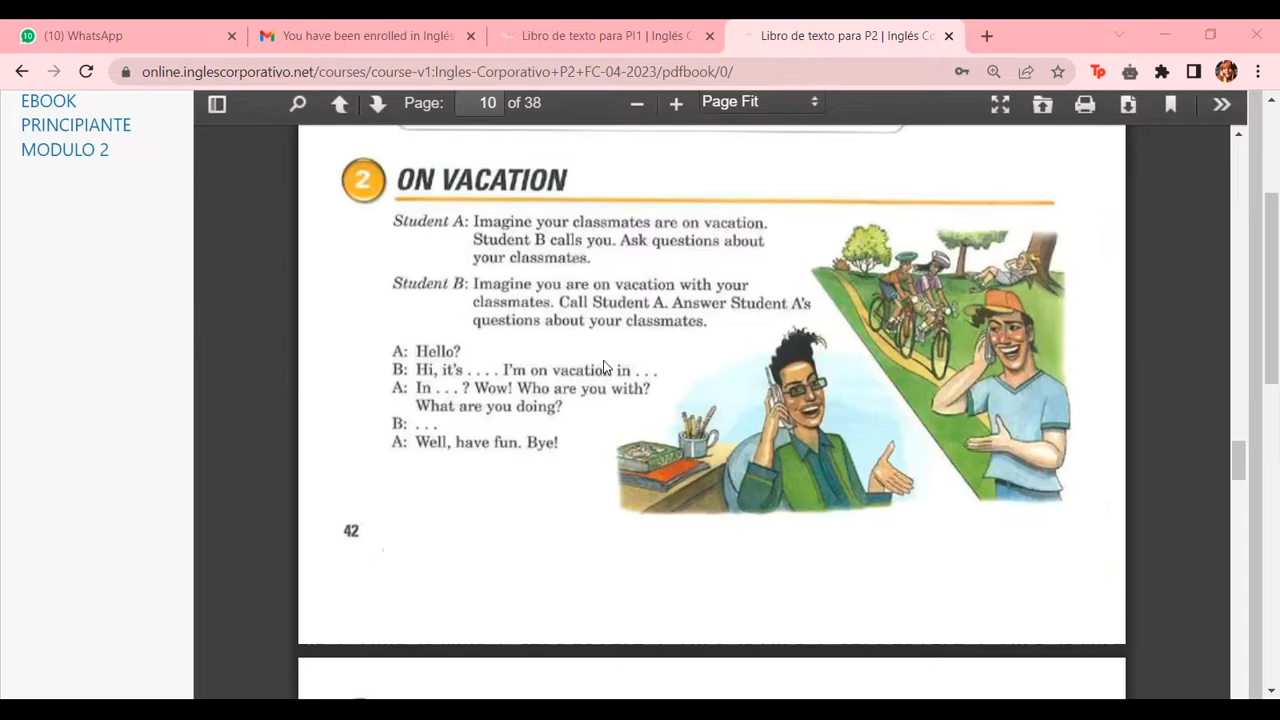 (10) WhatsApp
You have been enrolled in Inglés
Libro de texto para PI1 | Inglés C
Libro de texto para P2 | Inglés Co
online.inglescorporativo.net/courses/course-v1:Ingles-Corporativo+P2+FC-04-2023/pdfbook/0/
EBOOK
PRINCIPIANTE
MODULO 2
Page: 10 of 38
Page Fit
2 ON VACATION
Student A: Imagine your classmates are on vacation.
Student B calls you. Ask questions about
your classmates.
Student B: Imagine you are on vacation with your
classmates. Call Student A. Answer Student A's
questions about your classmates.
A: Hello?
B: Hi, it's . . . . I'm on vacation in . . .
A: In . . . ? Wow! Who are you with?
What are you doing?
B: . . .
A: Well, have fun. Bye!
42